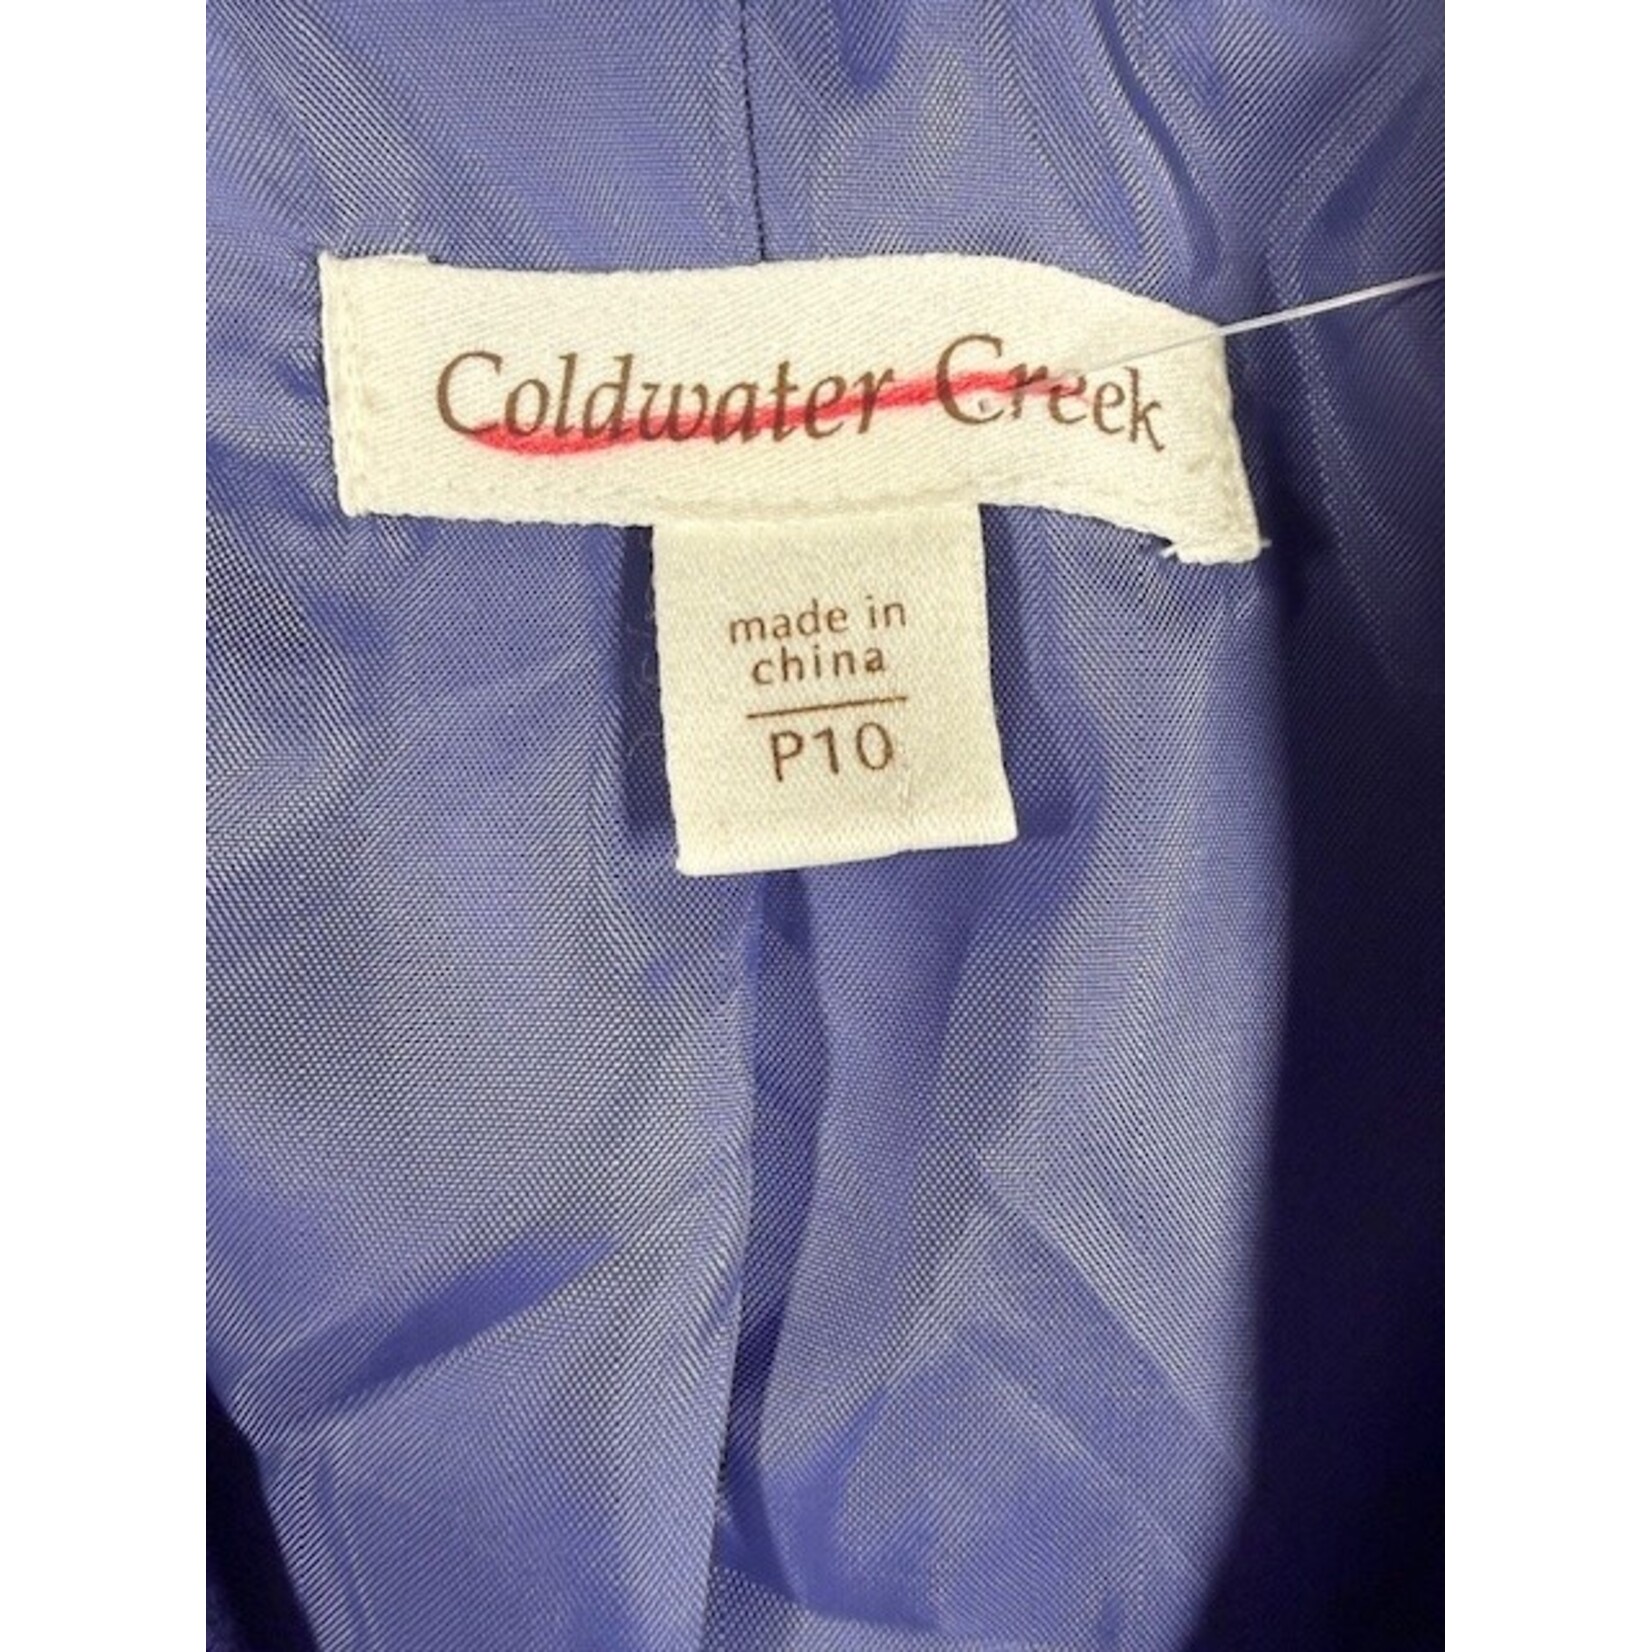 Coldwater Creek
made in
china
P10